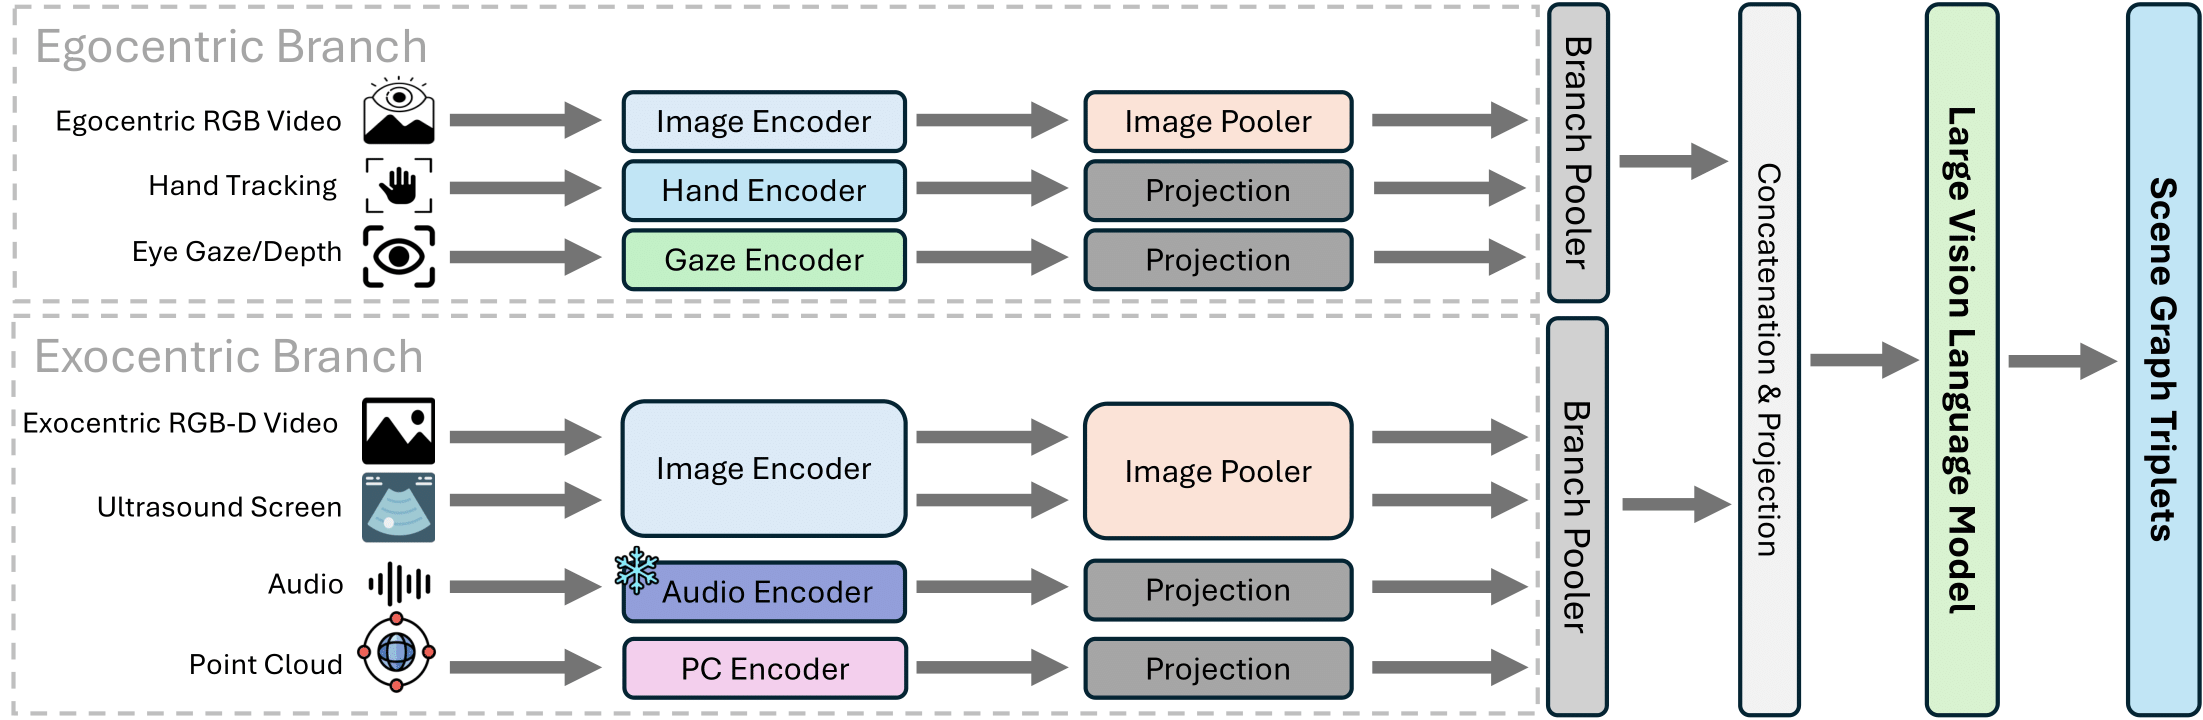 Egocentric Branch
Egocentric RGB Video
Image Encoder
Image Pooler
Hand Tracking
Hand Encoder
Projection
Eye Gaze/Depth
Gaze Encoder
Projection
Branch Pooler
Exocentric Branch
Exocentric RGB-D Video
Ultrasound Screen
Image Encoder
Image Pooler
Audio
Audio Encoder
Projection
Point Cloud
PC Encoder
Projection
Branch Pooler
Concatenation & Projection
Large Vision Language Model
Scene Graph Triplets